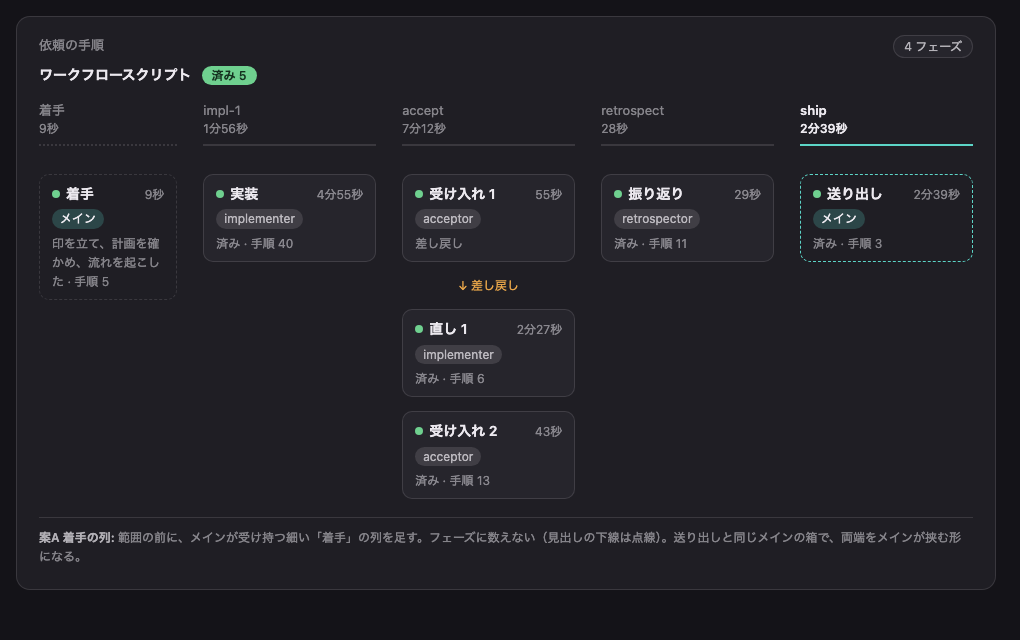 依頼の手順
4 フェーズ
ワークフロースクリプト 済み 5
着手
9秒
impl-1
1分56秒
accept
7分12秒
retrospect
28秒
ship
2分39秒
着手 9秒
メイン
印を立て、計画を確
かめ、流れを起こし
た · 手順 5
実装 4分55秒
implementer
済み · 手順 40
受け入れ 1 55秒
acceptor
差し戻し
↓ 差し戻し
直し 1 2分27秒
implementer
済み · 手順 6
受け入れ 2 43秒
acceptor
済み · 手順 13
振り返り 29秒
retrospector
済み · 手順 11
送り出し 2分39秒
メイン
済み · 手順 3
案A 着手の列: 範囲の前に、メインが受け持つ細い「着手」の列を足す。フェーズに数えない（見出しの下線は点線）。送り出しと同じメインの箱で、両端をメインが挟む形
になる。